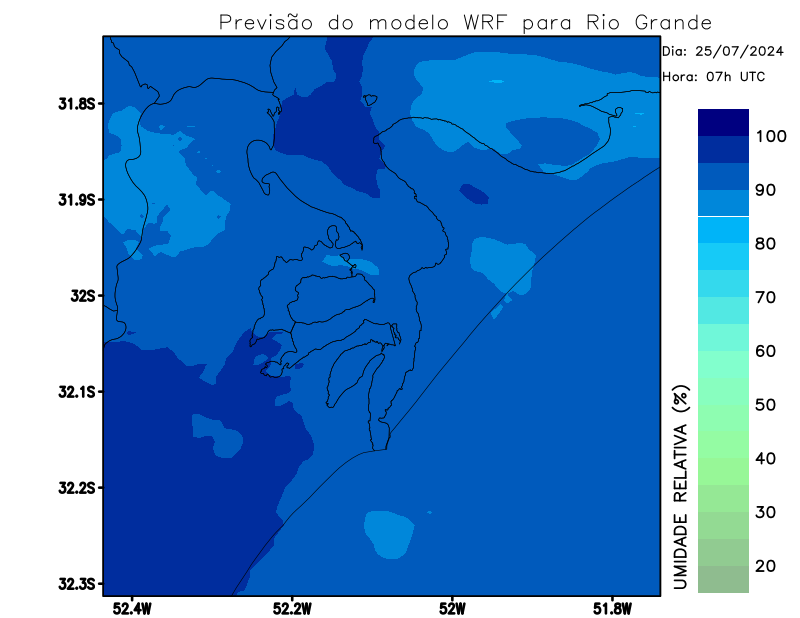 Previsão do modelo WRF para Rio Grande
Dia: 25/07/2024
Hora: 07h UTC
31.8S
31.9S
32S
32.1S
32.2S
32.3S
52.4W
52.2W
52W
51.8W
UMIDADE RELATIVA (%)
100
90
80
70
60
50
40
30
20